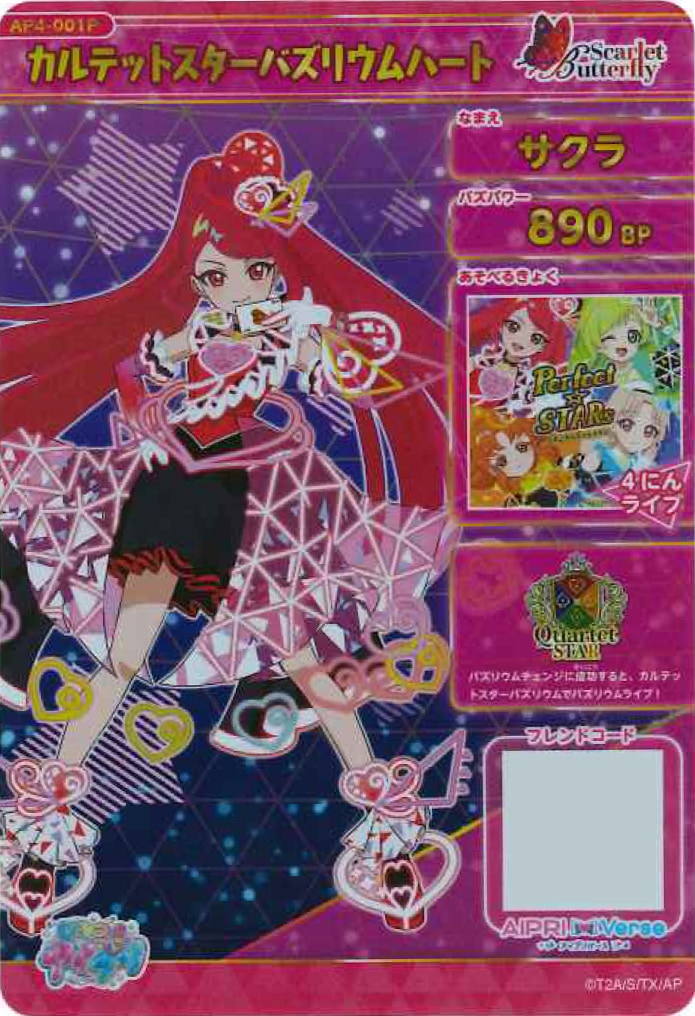 AP4-001P
カルテットスターバズリウムハート
Scarlet
Butterfly
なまえ
サクラ
バズパワー
890 BP
あそべるきょく
Perfect
STARs
4にん
ライブ
Quartet
STAR
バズリウムチェンジに成功すると、カルテッ
トスターバズリウムでバズリウムライブ！
フレンドコード
AIPRI Verse
©T2A/S/TX/AP